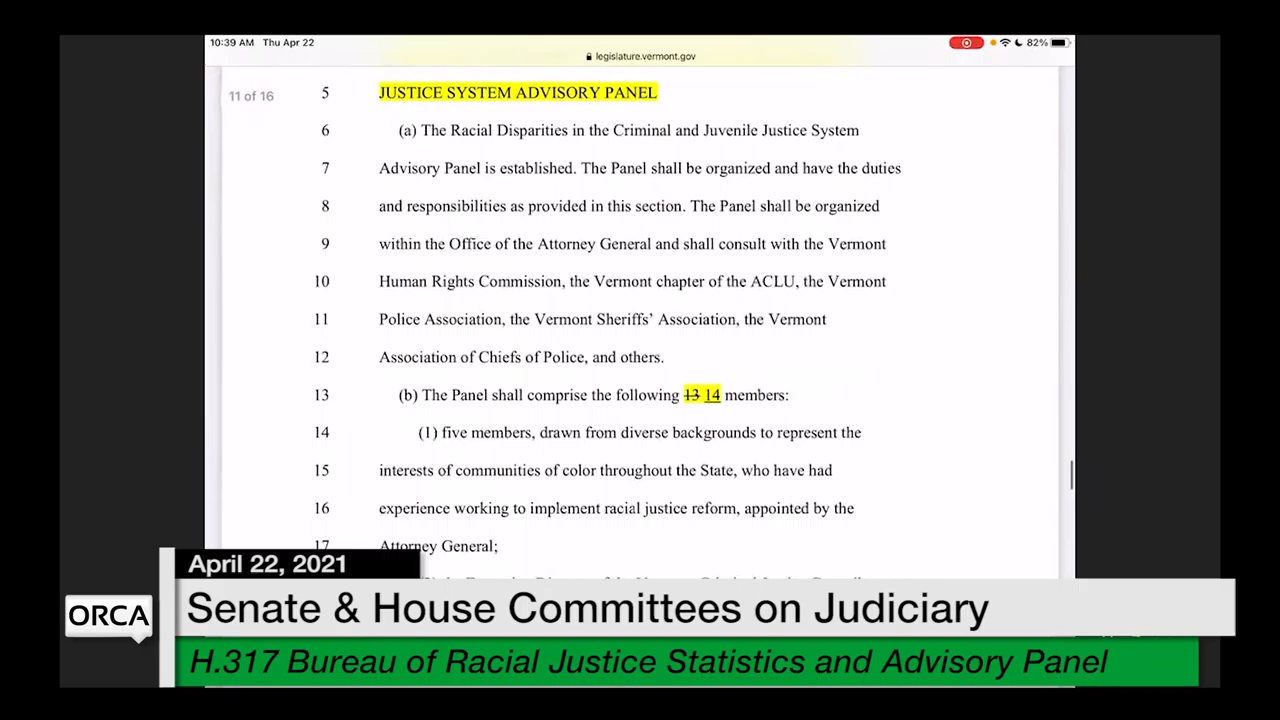 10:39 AM Thu Apr 22
82%
legislature.vermont.gov
11 of 16
5 JUSTICE SYSTEM ADVISORY PANEL
6 (a) The Racial Disparities in the Criminal and Juvenile Justice System
7 Advisory Panel is established. The Panel shall be organized and have the duties
8 and responsibilities as provided in this section. The Panel shall be organized
9 within the Office of the Attorney General and shall consult with the Vermont
10 Human Rights Commission, the Vermont chapter of the ACLU, the Vermont
11 Police Association, the Vermont Sheriffs’ Association, the Vermont
12 Association of Chiefs of Police, and others.
13 (b) The Panel shall comprise the following 13 14 members:
14 (1) five members, drawn from diverse backgrounds to represent the
15 interests of communities of color throughout the State, who have had
16 experience working to implement racial justice reform, appointed by the
17 Attorney General;
April 22, 2021
ORCA
Senate & House Committees on Judiciary
H.317 Bureau of Racial Justice Statistics and Advisory Panel